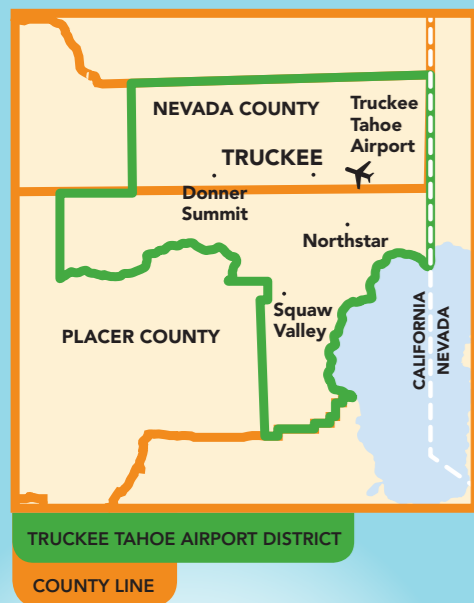 NEVADA COUNTY
Truckee
Tahoe
Airport
TRUCKEE
Donner
Summit
Northstar
Squaw
Valley
PLACER COUNTY
CALIFORNIA
NEVADA
TRUCKEE TAHOE AIRPORT DISTRICT
COUNTY LINE